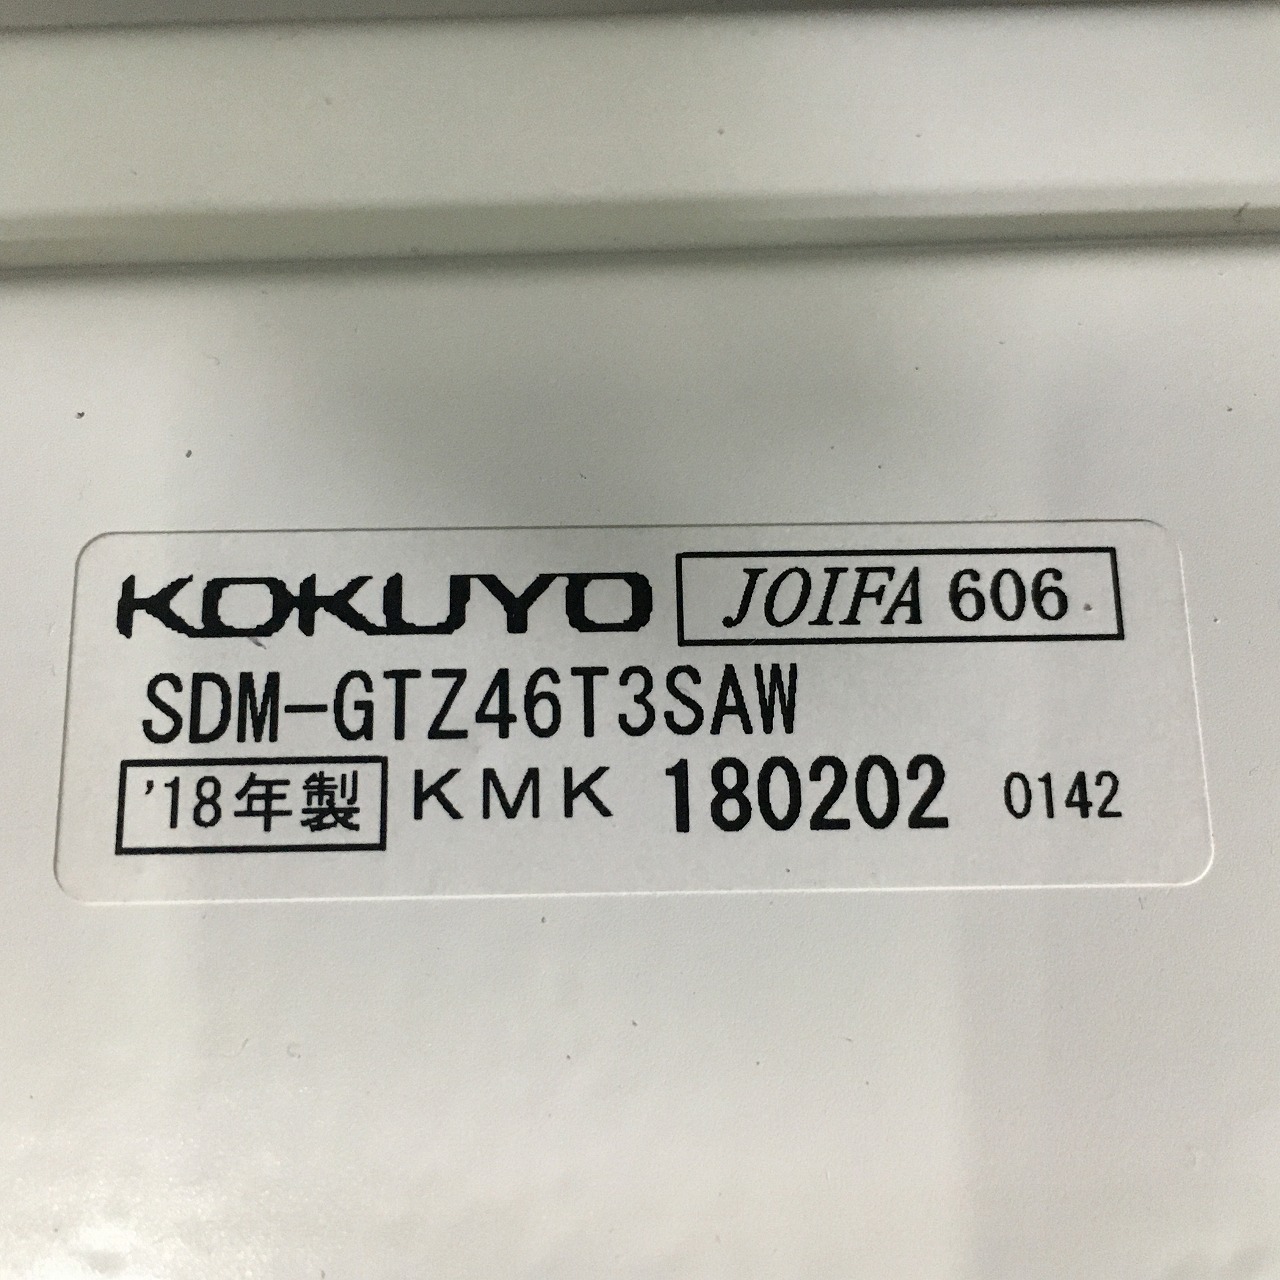 KOKUYO JOIFA 606
SDM-GTZ46T3SAW
'18年製 KMK 180202 0142